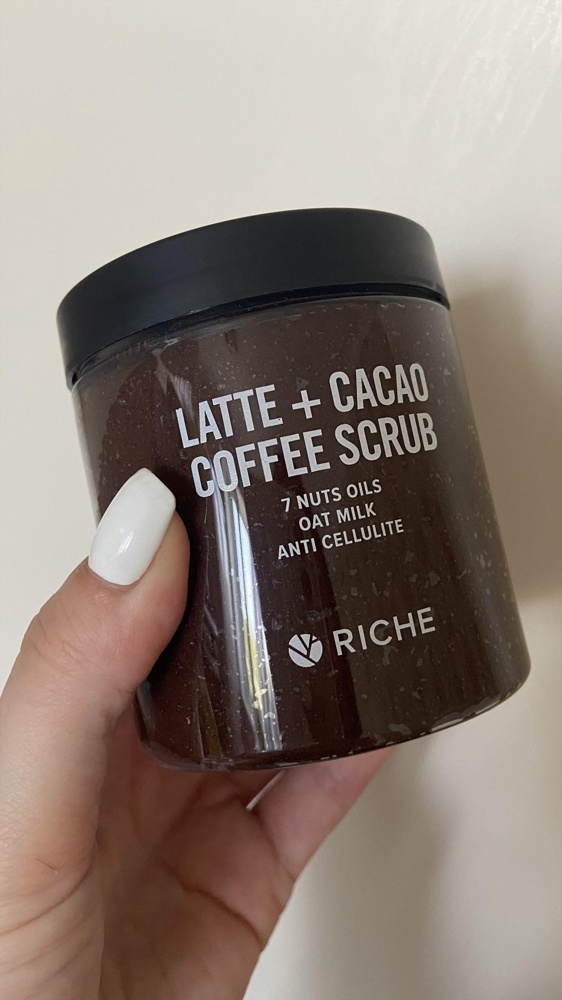 LATTE + CACAO
COFFEE SCRUB
7 NUTS OILS
OAT MILK
ANTI CELLULITE
RICHE